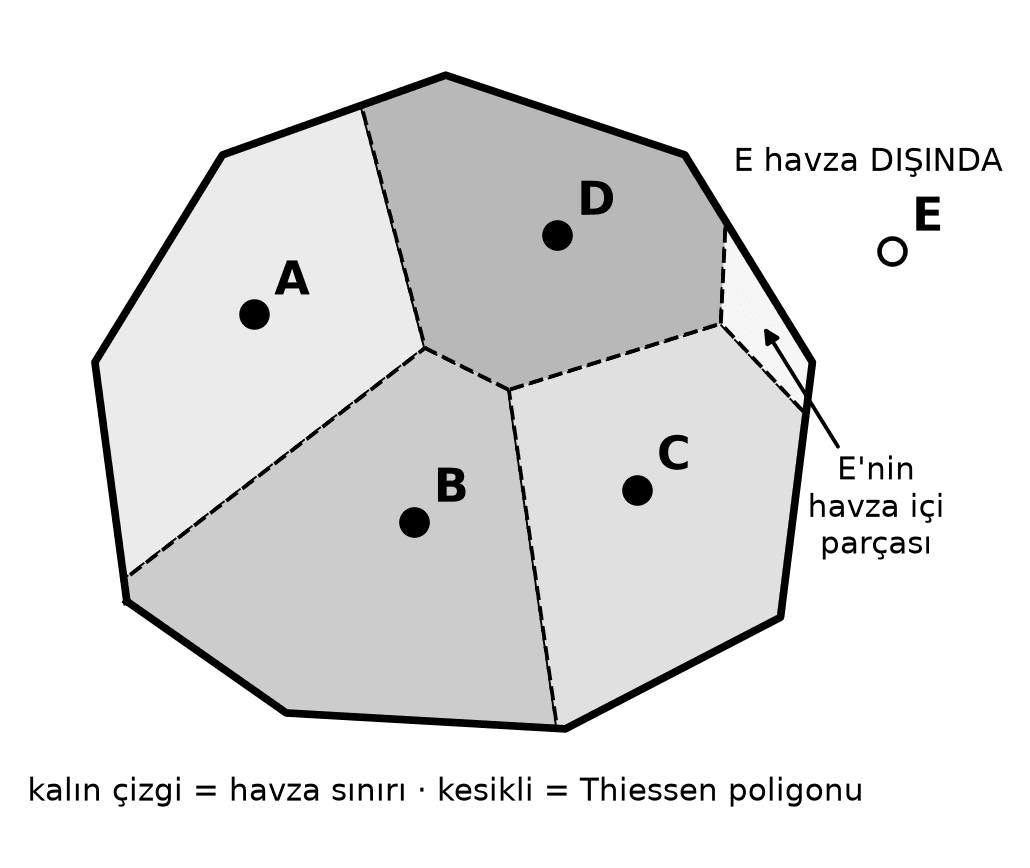 E havza DIŞINDA
E
D
A
C
B
E'nin
havza içi
parçası
kalın çizgi = havza sınırı · kesikli = Thiessen poligonu